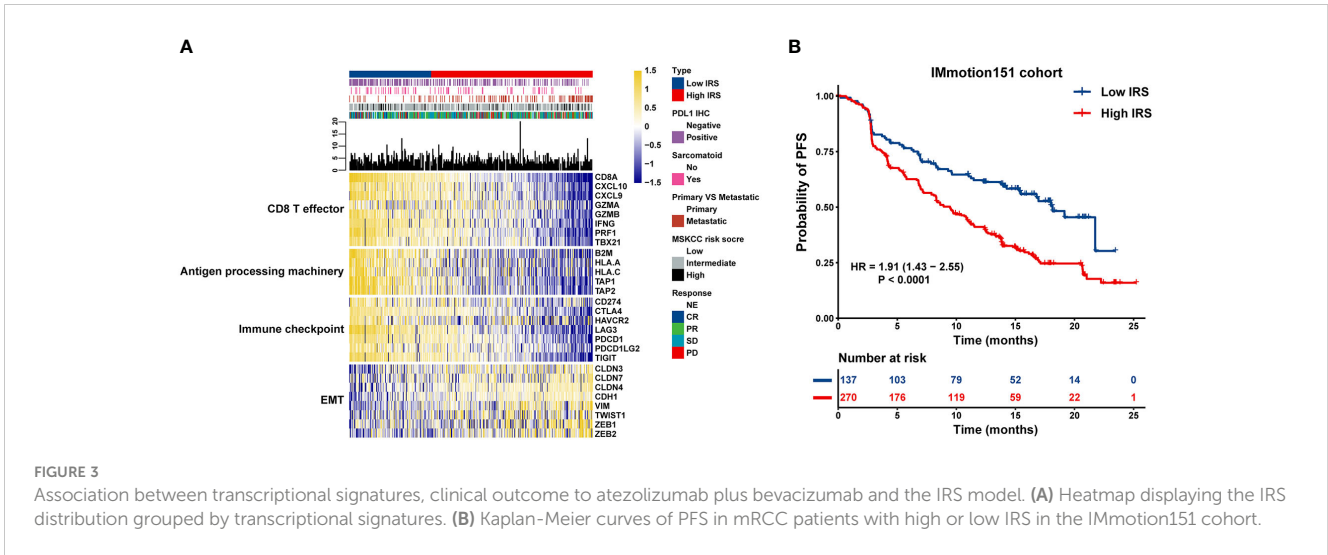 A
1.5
1
0.5
0
−0.5
−1
−1.5
20
15
10
5
0
CD8 T effector
CD8A
CXCL10
CXCL9
GZMA
GZMB
IFNG
PRF1
TBX21
Antigen processing machinery
B2M
HLA.A
HLA.C
TAP1
TAP2
Immune checkpoint
CD274
CTLA4
HAVCR2
LAG3
PDCD1
PDCD1LG2
TIGIT
EMT
CLDN3
CLDN7
CLDN4
CDH1
VIM
TWIST1
ZEB1
ZEB2
Type
Low IRS
High IRS
PDL1 IHC
Negative
Positive
Sarcomatoid
No
Yes
Primary VS Metastatic
Primary
Metastatic
MSKCC risk socre
Low
Intermediate
High
Response
NE
CR
PR
SD
PD
B
IMmotion151 cohort
Low IRS
High IRS
Probability of PFS
1.00
0.75
0.50
0.25
0.00
HR = 1.91 (1.43 − 2.55)
P < 0.0001
0 5 10 15 20 25
Time (months)
Number at risk
137 103 79 52 14 0
270 176 119 59 22 1
0 5 10 15 20 25
Time (months)
FIGURE 3
Association between transcriptional signatures, clinical outcome to atezolizumab plus bevacizumab and the IRS model. (A) Heatmap displaying the IRS
distribution grouped by transcriptional signatures. (B) Kaplan-Meier curves of PFS in mRCC patients with high or low IRS in the IMmotion151 cohort.